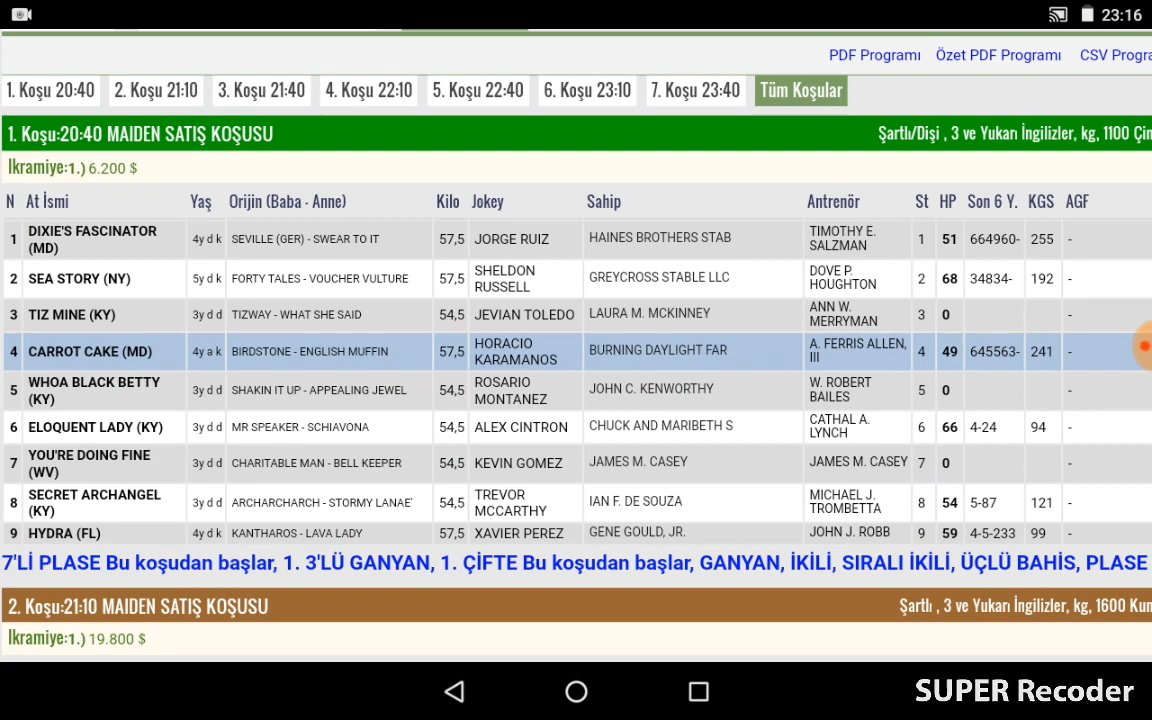 23:16
PDF Programı Özet PDF Programı CSV Progra
1. Koşu 20:40 2. Koşu 21:10 3. Koşu 21:40 4. Koşu 22:10 5. Koşu 22:40 6. Koşu 23:10 7. Koşu 23:40 Tüm Koşular
1. Koşu:20:40 MAIDEN SATIŞ KOŞUSU Şartlı/Dişi , 3 ve Yukarı İngilizler, kg, 1100 Çim
Ikramiye:1.) 6.200 $
N At İsmi Yaş Orijin (Baba - Anne) Kilo Jokey Sahip Antrenör St HP Son 6 Y. KGS AGF
1 DIXIE'S FASCINATOR (MD) 4y d k SEVILLE (GER) - SWEAR TO IT 57,5 JORGE RUIZ HAINES BROTHERS STAB TIMOTHY E. SALZMAN 1 51 664960- 255 -
2 SEA STORY (NY) 5y d k FORTY TALES - VOUCHER VULTURE 57,5 SHELDON RUSSELL GREYCROSS STABLE LLC DOVE P. HOUGHTON 2 68 34834- 192 -
3 TIZ MINE (KY) 3y d d TIZWAY - WHAT SHE SAID 54,5 JEVIAN TOLEDO LAURA M. MCKINNEY ANN W. MERRYMAN 3 0 -
4 CARROT CAKE (MD) 4y a k BIRDSTONE - ENGLISH MUFFIN 57,5 HORACIO KARAMANOS BURNING DAYLIGHT FAR A. FERRIS ALLEN, III 4 49 645563- 241 -
5 WHOA BLACK BETTY (KY) 3y d d SHAKIN IT UP - APPEALING JEWEL 54,5 ROSARIO MONTANEZ JOHN C. KENWORTHY W. ROBERT BAILES 5 0 -
6 ELOQUENT LADY (KY) 3y d d MR SPEAKER - SCHIAVONA 54,5 ALEX CINTRON CHUCK AND MARIBETH S CATHAL A. LYNCH 6 66 4-24 94 -
7 YOU'RE DOING FINE (WV) 3y d d CHARITABLE MAN - BELL KEEPER 54,5 KEVIN GOMEZ JAMES M. CASEY JAMES M. CASEY 7 0 -
8 SECRET ARCHANGEL (KY) 3y d d ARCHARCHARCH - STORMY LANAE' 54,5 TREVOR MCCARTHY IAN F. DE SOUZA MICHAEL J. TROMBETTA 8 54 5-87 121 -
9 HYDRA (FL) 4y d k KANTHAROS - LAVA LADY 57,5 XAVIER PEREZ GENE GOULD, JR. JOHN J. ROBB 9 59 4-5-233 99 -
7'Lİ PLASE Bu koşudan başlar, 1. 3'LÜ GANYAN, 1. ÇİFTE Bu koşudan başlar, GANYAN, İKİLİ, SIRALI İKİLİ, ÜÇLÜ BAHİS, PLASE
2. Koşu:21:10 MAIDEN SATIŞ KOŞUSU Şartlı , 3 ve Yukarı İngilizler, kg, 1600 Kum
Ikramiye:1.) 19.800 $
SUPER Recoder